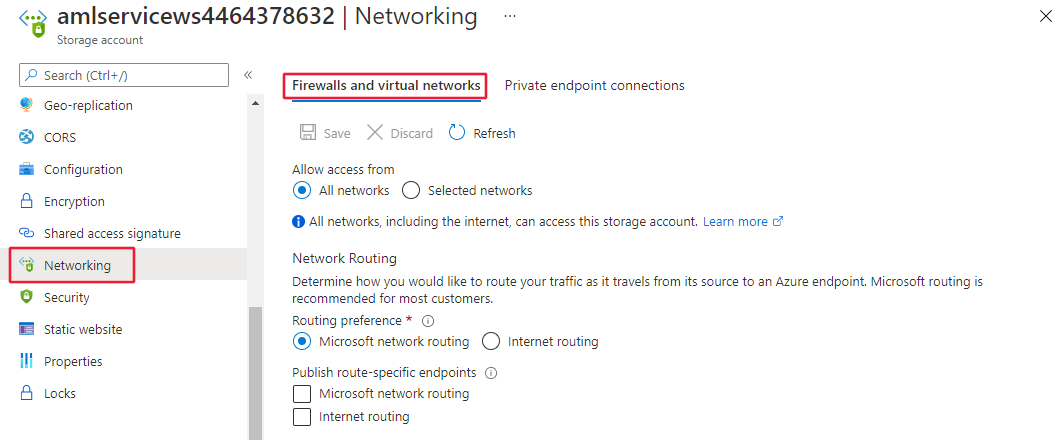 amlservicews4464378632 | Networking ...
Storage account
Search (Ctrl+/)
Geo-replication
CORS
Configuration
Encryption
Shared access signature
Networking
Security
Static website
Properties
Locks
Firewalls and virtual networks Private endpoint connections
Save Discard Refresh
Allow access from
All networks Selected networks
All networks, including the internet, can access this storage account. Learn more
Network Routing
Determine how you would like to route your traffic as it travels from its source to an Azure endpoint. Microsoft routing is
recommended for most customers.
Routing preference *
Microsoft network routing Internet routing
Publish route-specific endpoints
Microsoft network routing
Internet routing